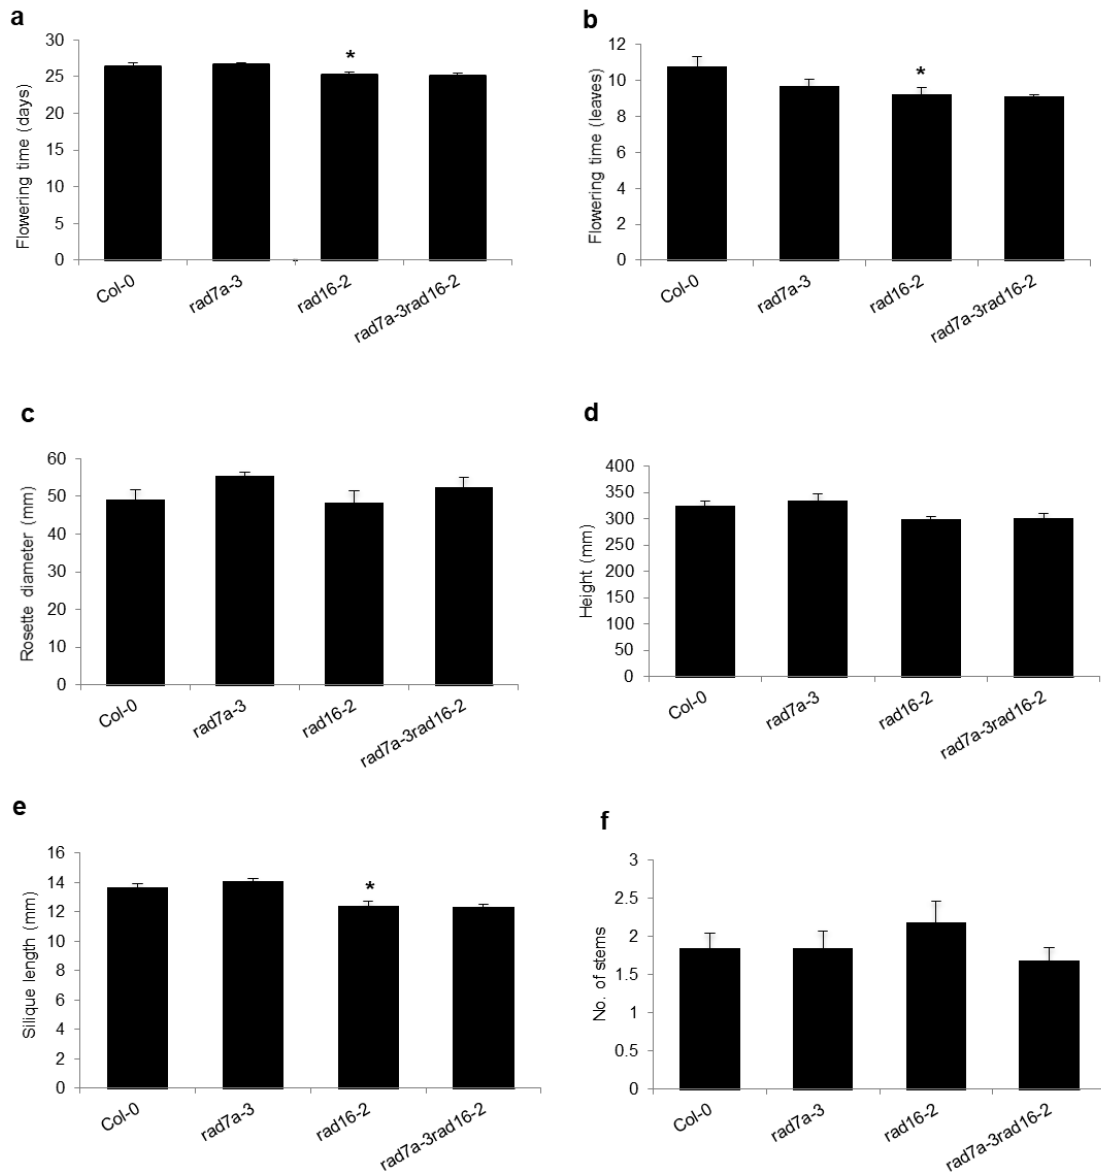 a
30
25
20
15
10
5
0
Flowering time (days)
*
Col-0
rad7a-3
rad16-2
rad7a-3rad16-2
b
12
10
8
6
4
2
0
Flowering time (leaves)
*
Col-0
rad7a-3
rad16-2
rad7a-3rad16-2
c
60
50
40
30
20
10
0
Rosette diameter (mm)
Col-0
rad7a-3
rad16-2
rad7a-3rad16-2
d
400
350
300
250
200
150
100
50
0
Height (mm)
Col-0
rad7a-3
rad16-2
rad7a-3rad16-2
e
16
14
12
10
8
6
4
2
0
Silique length (mm)
*
Col-0
rad7a-3
rad16-2
rad7a-3rad16-2
f
3
2.5
2
1.5
1
0.5
0
No. of stems
Col-0
rad7a-3
rad16-2
rad7a-3rad16-2